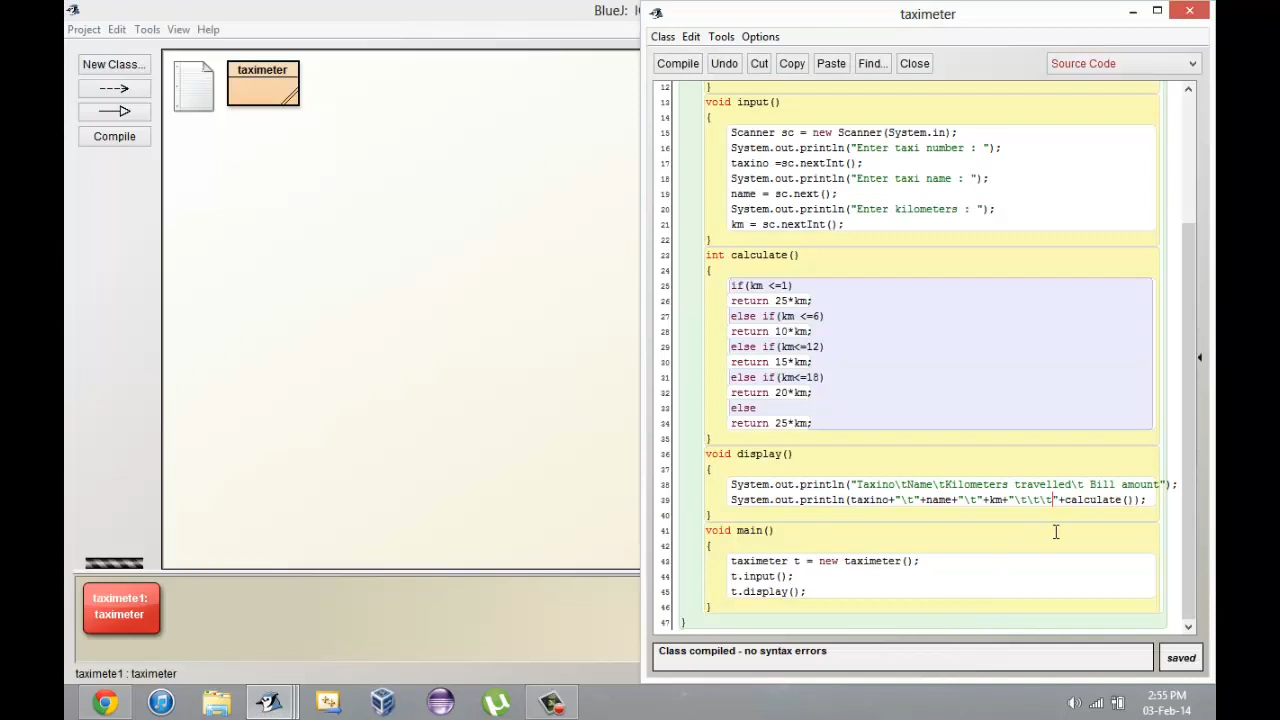 BlueJ:
taximeter
Project Edit Tools View Help
Class Edit Tools Options
New Class...
Compile
taximeter
Compile Undo Cut Copy Paste Find... Close Source Code
12 }
13 void input()
14 {
15 Scanner sc = new Scanner(System.in);
16 System.out.println("Enter taxi number : ");
17 taxino =sc.nextInt();
18 System.out.println("Enter taxi name : ");
19 name = sc.next();
20 System.out.println("Enter kilometers : ");
21 km = sc.nextInt();
22 }
23 int calculate()
24 {
25 if(km <=1)
26 return 25*km;
27 else if(km <=6)
28 return 10*km;
29 else if(km<=12)
30 return 15*km;
31 else if(km<=18)
32 return 20*km;
33 else
34 return 25*km;
35 }
36 void display()
37 {
38 System.out.println("Taxino\tName\tKilometers travelled\t Bill amount");
39 System.out.println(taxino+"\t"+name+"\t"+km+"\t\t\t"+calculate());
40 }
41 void main()
42 {
43 taximeter t = new taximeter();
44 t.input();
45 t.display();
46 }
47 }
taximete1:
taximeter
Class compiled - no syntax errors
saved
taximete1 : taximeter
2:55 PM
03-Feb-14